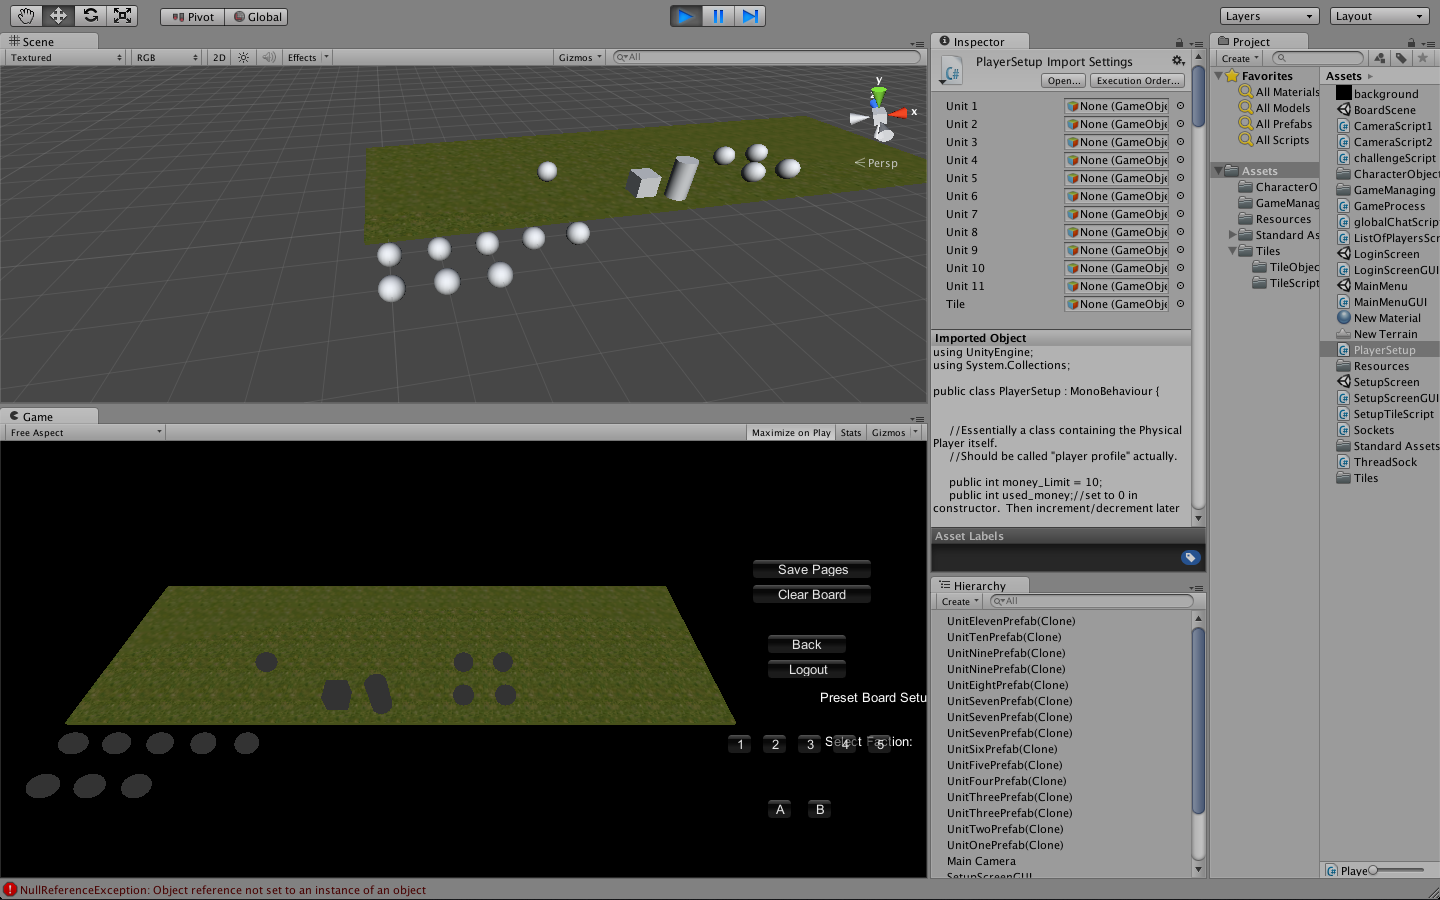 Pivot
Global
Layers
Layout
Scene
Textured
RGB
2D
Effects
Gizmos
All
y
x
z
Persp
Game
Free Aspect
Maximize on Play
Stats
Gizmos
Save Pages
Clear Board
Back
Logout
Preset Board Setu
Select Faction:
1 2 3 4 5
A B
Inspector
PlayerSetup Import Settings
Open...
Execution Order...
Unit 1 None (GameObje
Unit 2 None (GameObje
Unit 3 None (GameObje
Unit 4 None (GameObje
Unit 5 None (GameObje
Unit 6 None (GameObje
Unit 7 None (GameObje
Unit 8 None (GameObje
Unit 9 None (GameObje
Unit 10 None (GameObje
Unit 11 None (GameObje
Tile None (GameObje
Imported Object
using UnityEngine;
using System.Collections;
public class PlayerSetup : MonoBehaviour {
//Essentially a class containing the Physical
Player itself.
//Should be called "player profile" actually.
public int money_Limit = 10;
public int used_money;//set to 0 in
constructor. Then increment/decrement later
Asset Labels
Hierarchy
Create
All
UnitElevenPrefab(Clone)
UnitTenPrefab(Clone)
UnitNinePrefab(Clone)
UnitNinePrefab(Clone)
UnitEightPrefab(Clone)
UnitSevenPrefab(Clone)
UnitSevenPrefab(Clone)
UnitSevenPrefab(Clone)
UnitSixPrefab(Clone)
UnitFivePrefab(Clone)
UnitFourPrefab(Clone)
UnitThreePrefab(Clone)
UnitThreePrefab(Clone)
UnitTwoPrefab(Clone)
UnitOnePrefab(Clone)
Main Camera
SetupScreenGUI
Project
Create
Favorites
All Materials
All Models
All Prefabs
All Scripts
Assets
CharacterO
GameManag
Resources
Standard As
Tiles
TileObjec
TileScript
Assets
background
BoardScene
CameraScript1
CameraScript2
challengeScript
CharacterObject
GameManaging
GameProcess
globalChatScrip
ListOfPlayersScr
LoginScreen
LoginScreenGUI
MainMenu
MainMenuGUI
New Material
New Terrain
PlayerSetup
Resources
SetupScreen
SetupScreenGUI
SetupTileScript
Sockets
Standard Assets
ThreadSock
Tiles
Playe
NullReferenceException: Object reference not set to an instance of an object